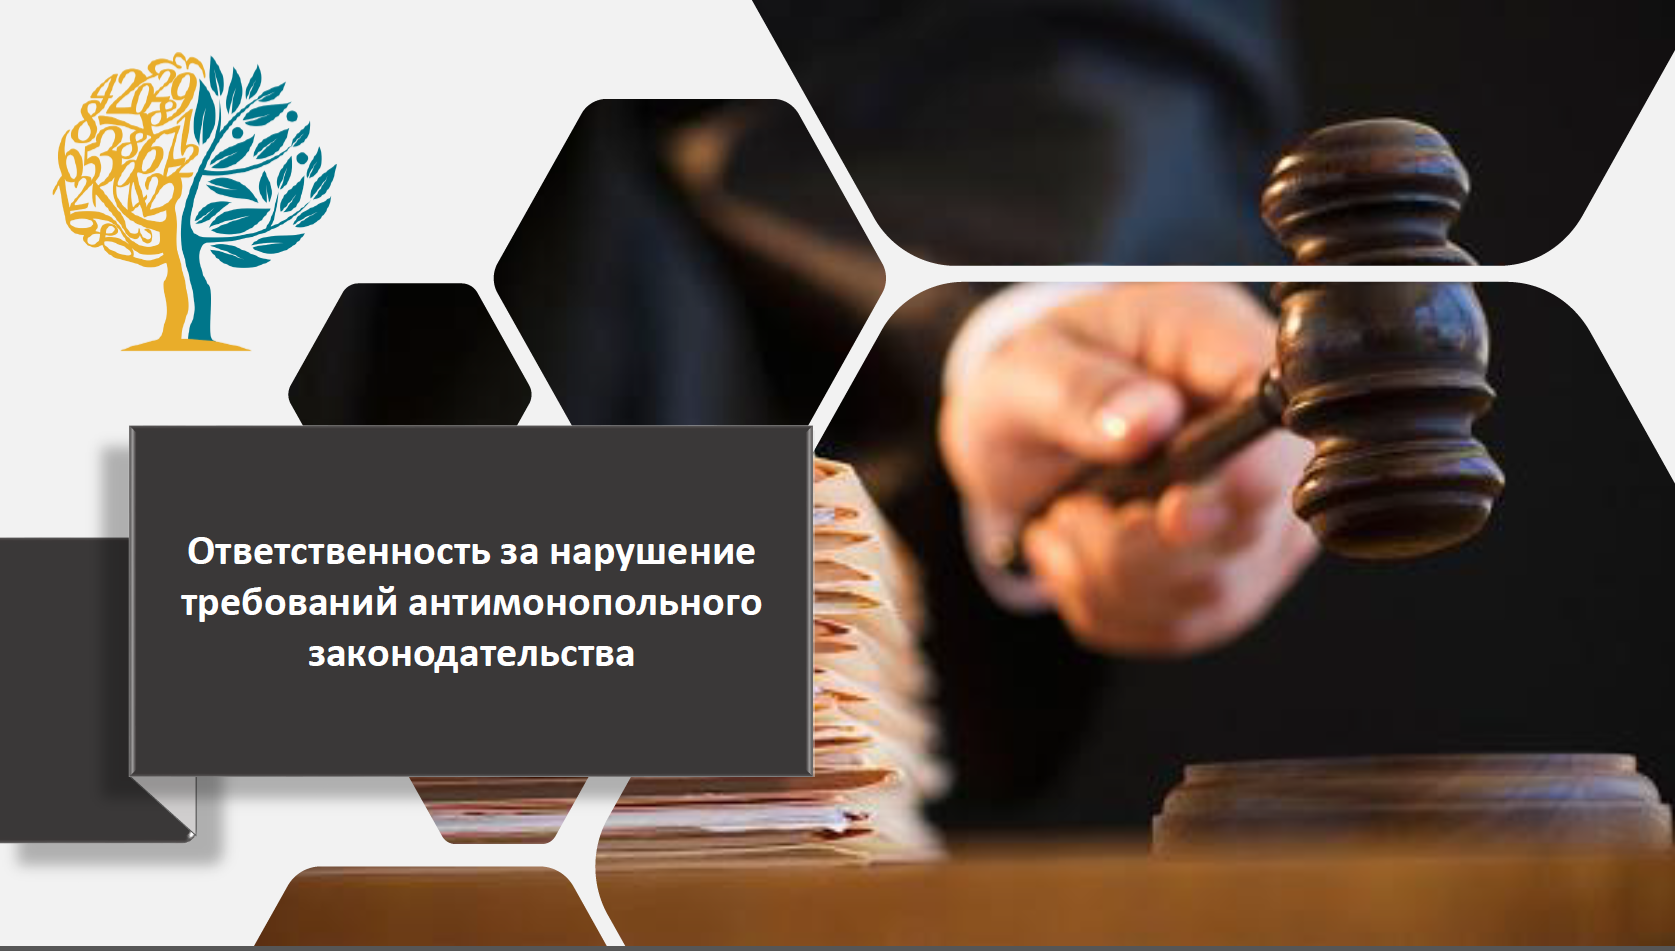 Ответственность за нарушение
требований антимонопольного
законодательства